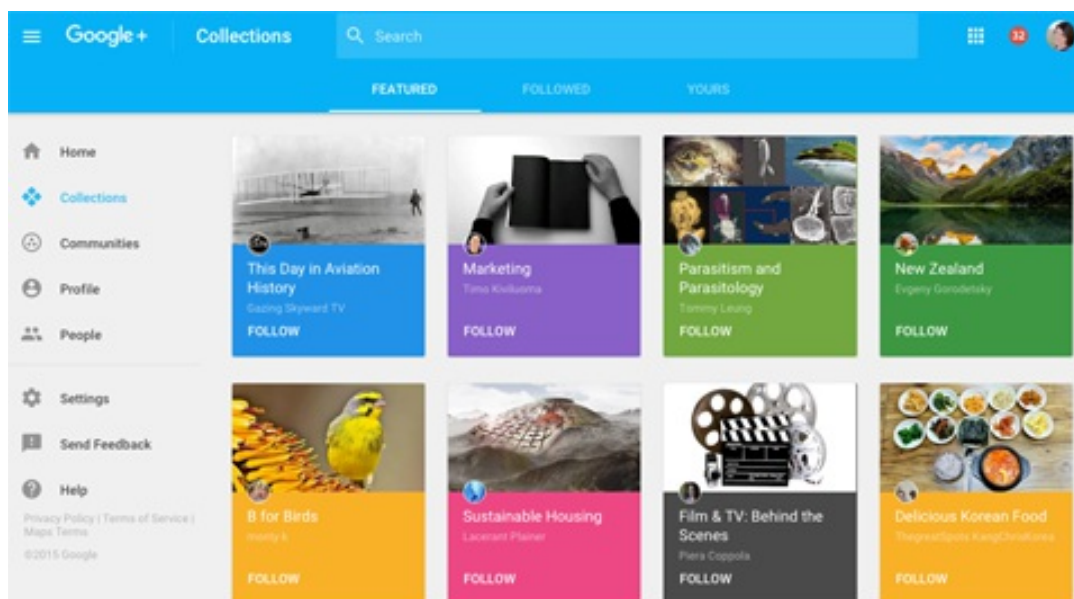 Google+ Collections Search 32
FEATURED FOLLOWED YOURS
Home
Collections
Communities
Profile
People
Settings
Send Feedback
Help
Privacy Policy | Terms of Service |
Maps Terms
©2015 Google
This Day in Aviation
History
Gazing Skyward TV
FOLLOW
Marketing
Timo Kiviluoma
FOLLOW
Parasitism and
Parasitology
Tommy Leung
FOLLOW
New Zealand
Evgeny Gorodetsky
FOLLOW
B for Birds
monty k
FOLLOW
Sustainable Housing
Lacerant Plainer
FOLLOW
Film & TV: Behind the
Scenes
Piera Coppola
FOLLOW
Delicious Korean Food
ThegreatSpots KangChrisKorea
FOLLOW